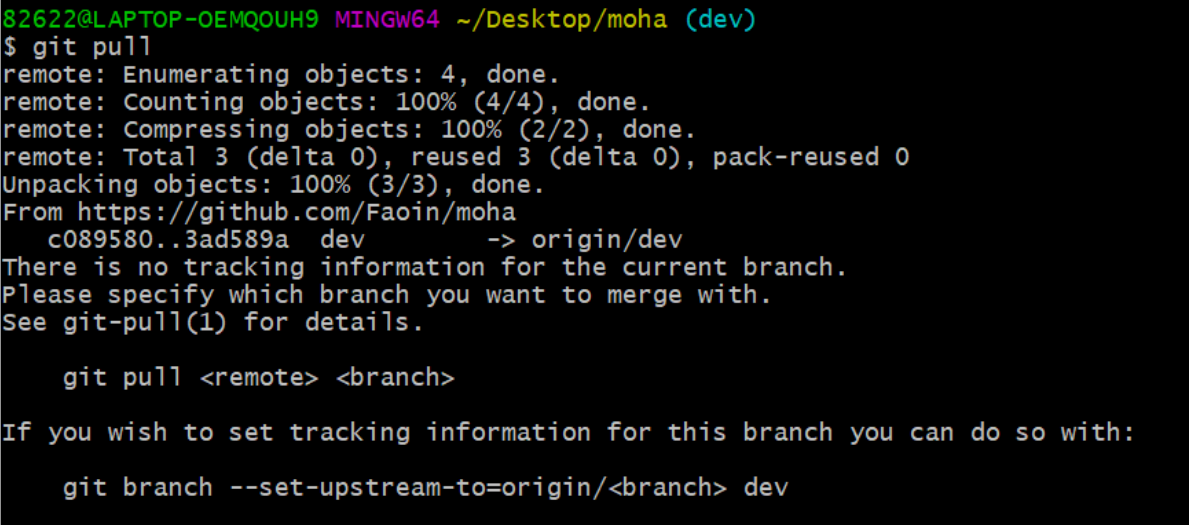 82622@LAPTOP-OEMQOUH9 MINGW64 ~/Desktop/moha (dev)
$ git pull
remote: Enumerating objects: 4, done.
remote: Counting objects: 100% (4/4), done.
remote: Compressing objects: 100% (2/2), done.
remote: Total 3 (delta 0), reused 3 (delta 0), pack-reused 0
Unpacking objects: 100% (3/3), done.
From https://github.com/Faoin/moha
   c089580..3ad589a  dev        -> origin/dev
There is no tracking information for the current branch.
Please specify which branch you want to merge with.
See git-pull(1) for details.

    git pull <remote> <branch>

If you wish to set tracking information for this branch you can do so with:

    git branch --set-upstream-to=origin/<branch> dev